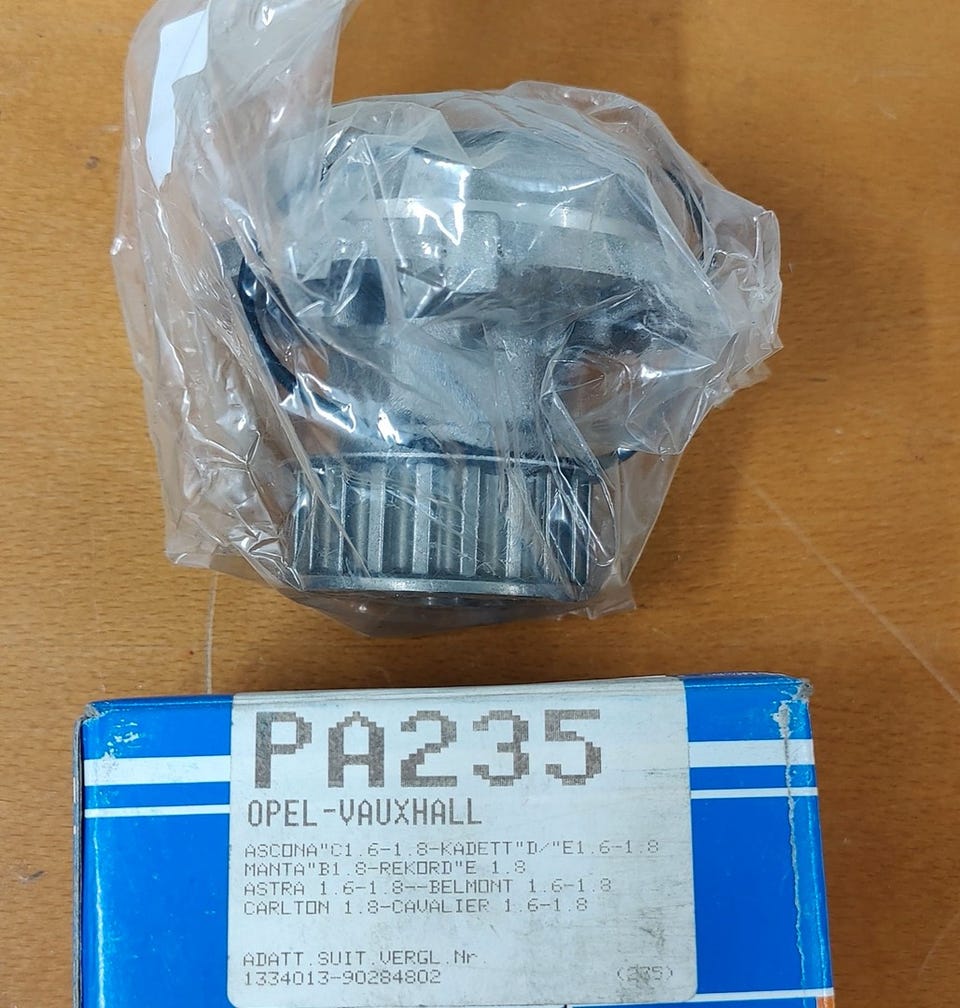 PA235
OPEL-VAUXHALL
ASCONA"C1.6-1.8-KADETT"D/"E1.6-1.8
MANTA"B1.8-REKORD"E 1.8
ASTRA 1.6-1.8--BELMONT 1.6-1.8
CARLTON 1.8-CAVALIER 1.6-1.8
ADATT.SUIT.VERGL.Nr.
1334013-90284802 (235)